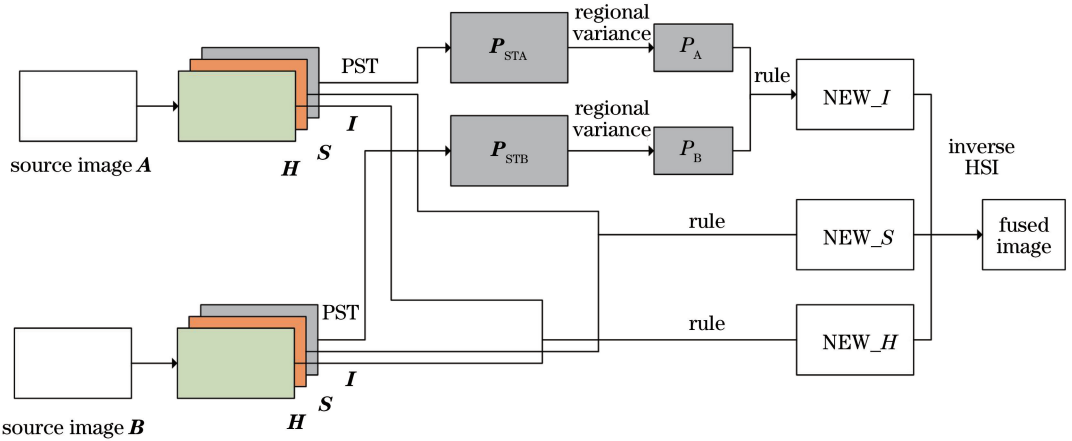 regional
variance
PST
P_STA
P_A
rule
NEW_I
source image A
H
S
I
regional
variance
P_STB
P_B
inverse
HSI
rule
NEW_S
fused
image
PST
rule
NEW_H
source image B
H
S
I